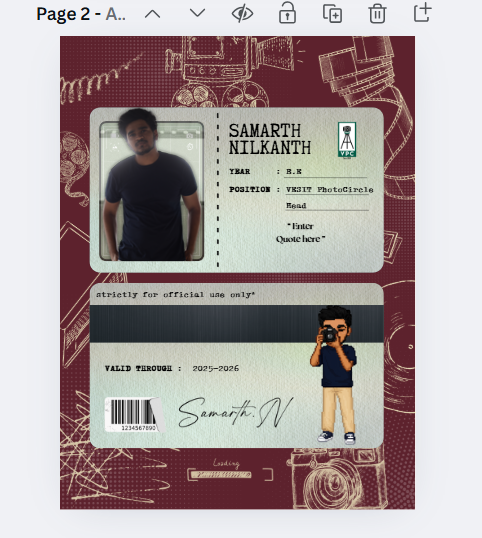 Page 2 - A..
SAMARTH
NILKANTH
VPC
YEAR : B.E
POSITION : VESIT PhotoCircle
Head
"Enter
Quote here"
strictly for official use only*
VALID THROUGH : 2025-2026
1234567890
Samarth.N
Loading